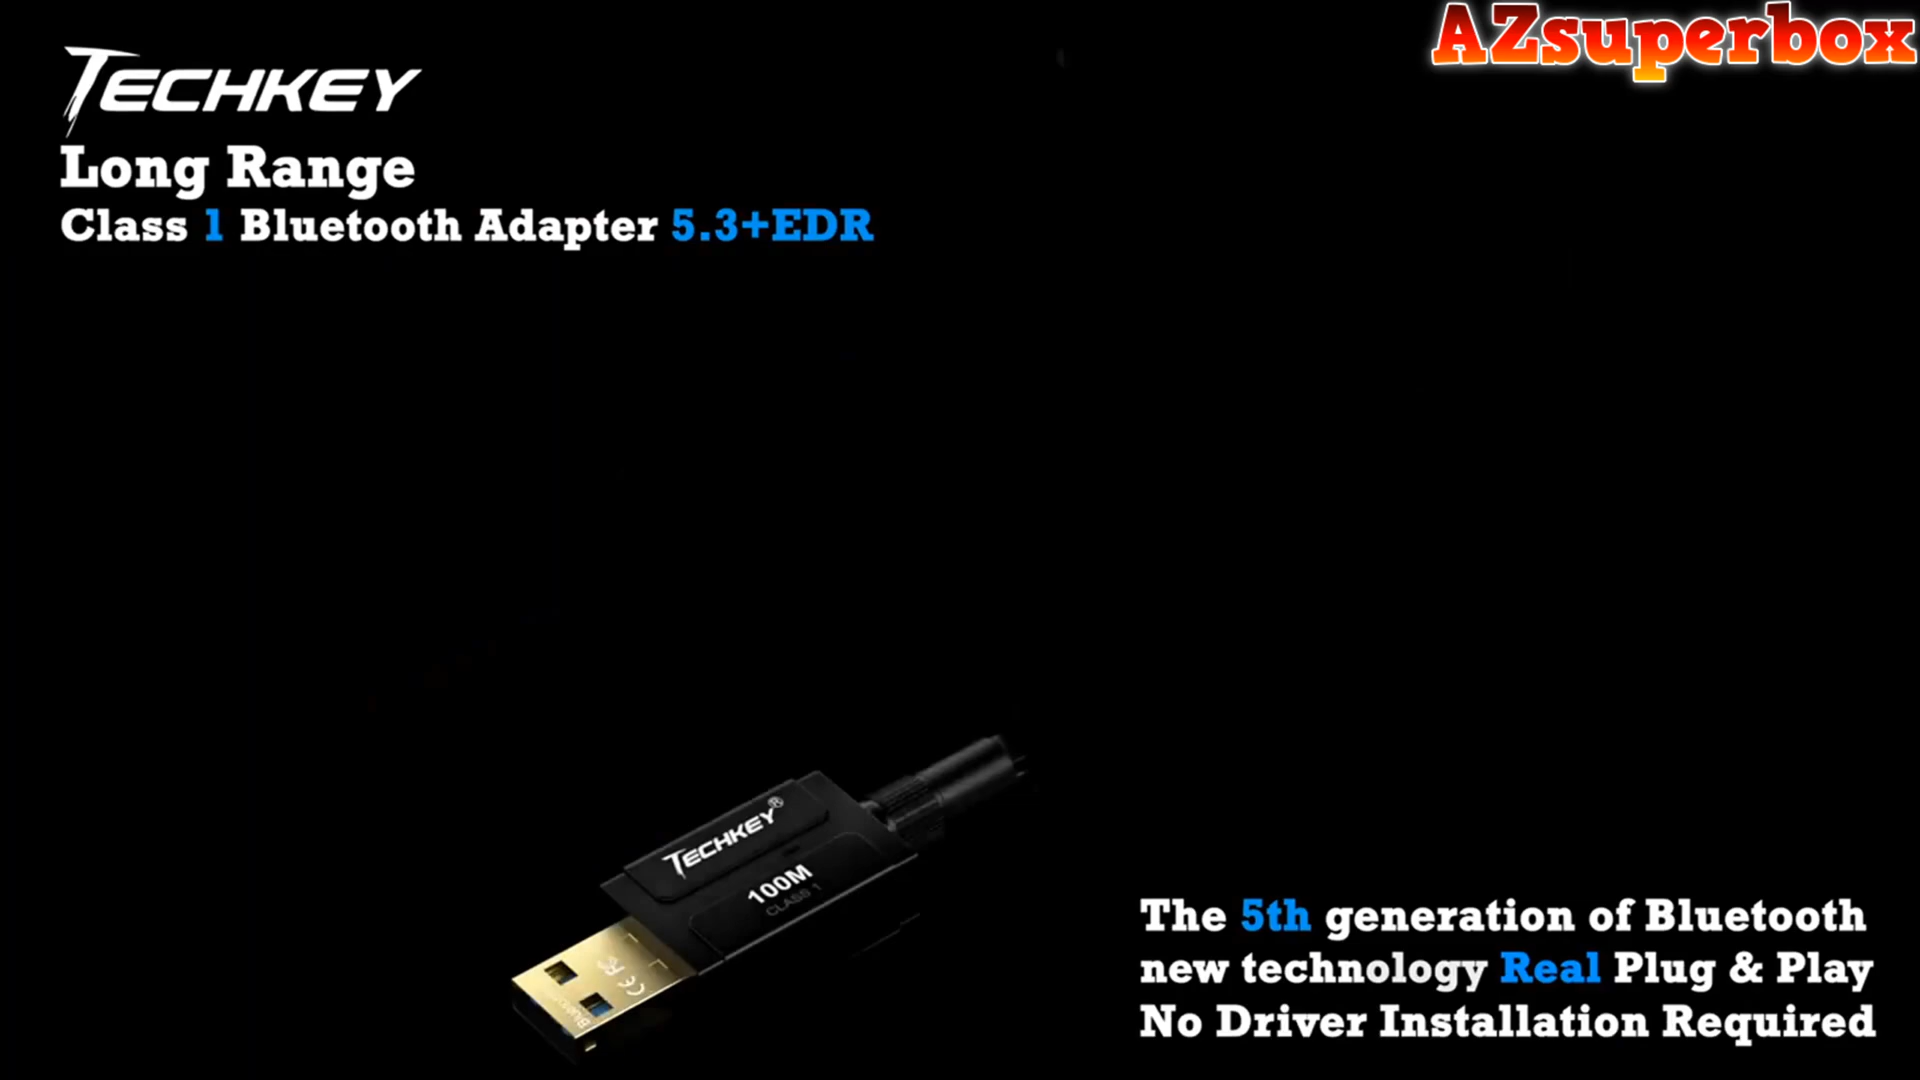 AZsuperbox
TECHKEY
Long Range
Class 1 Bluetooth Adapter 5.3+EDR
TECHKEY®
100M
CLASS 1
CE
The 5th generation of Bluetooth
new technology Real Plug & Play
No Driver Installation Required